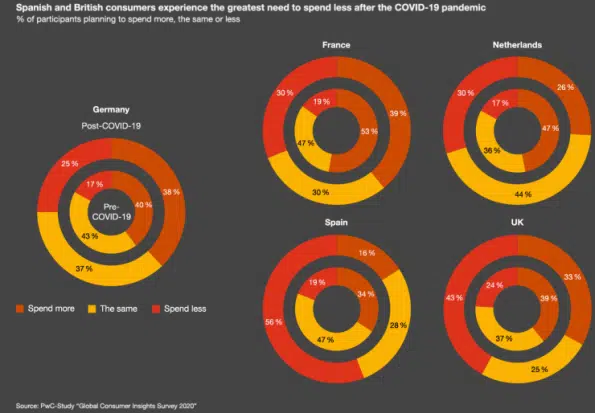 Spanish and British consumers experience the greatest need to spend less after the COVID-19 pandemic
% of participants planning to spend more, the same or less
France
30 %
39 %
19 %
53 %
47 %
30 %
Netherlands
30 %
26 %
17 %
47 %
36 %
44 %
Germany
Post-COVID-19
25 %
38 %
17 %
40 %
Pre-
COVID-19
43 %
37 %
Spain
16 %
19 %
34 %
56 %
28 %
47 %
UK
33 %
24 %
43 %
39 %
37 %
25 %
Spend more
The same
Spend less
Source: PwC-Study "Global Consumer Insights Survey 2020"